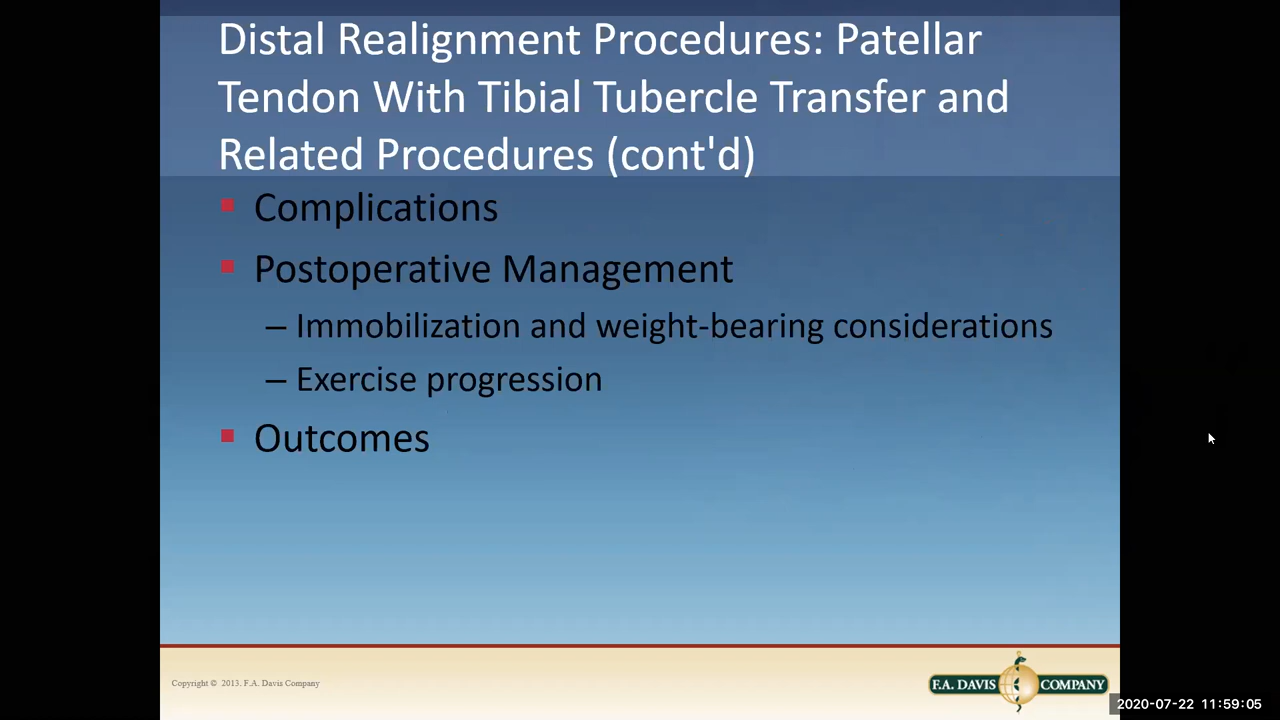 Distal Realignment Procedures: Patellar
Tendon With Tibial Tubercle Transfer and
Related Procedures (cont'd)
Complications
Postoperative Management
– Immobilization and weight-bearing considerations
– Exercise progression
Outcomes
Copyright © 2013. F.A. Davis Company
F.A. DAVIS COMPANY
2020-07-22 11:59:05